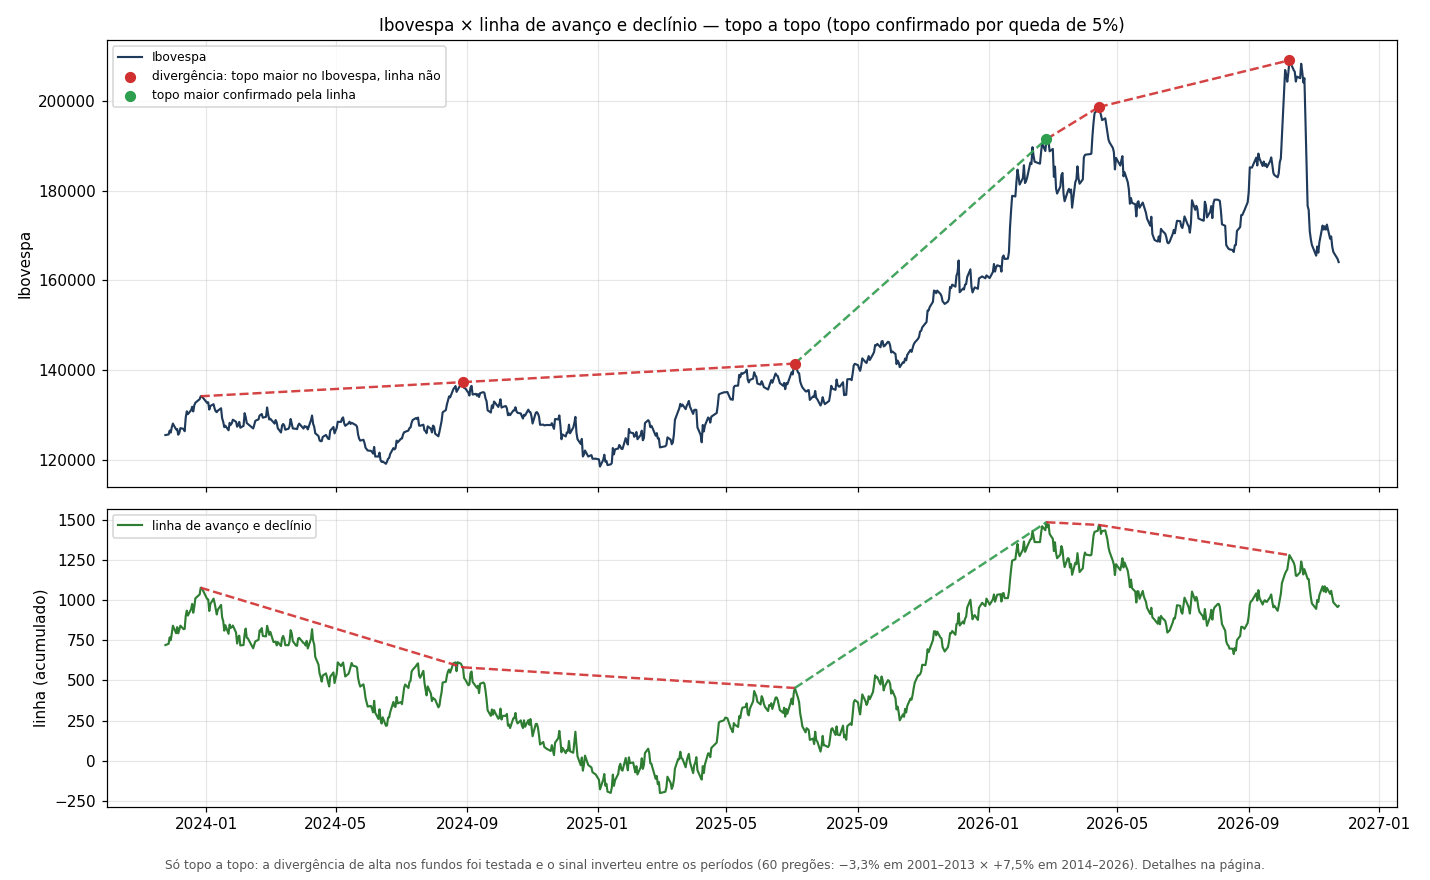 Ibovespa × linha de avanço e declínio — topo a topo (topo confirmado por queda de 5%)
Ibovespa
divergência: topo maior no Ibovespa, linha não
topo maior confirmado pela linha
200000
180000
160000
140000
120000
Ibovespa
linha de avanço e declínio
1500
1250
1000
750
500
250
0
−250
linha (acumulado)
2024-01 2024-05 2024-09 2025-01 2025-05 2025-09 2026-01 2026-05 2026-09 2027-01
Só topo a topo: a divergência de alta nos fundos foi testada e o sinal inverteu entre os períodos (60 pregões: −3,3% em 2001–2013 × +7,5% em 2014–2026). Detalhes na página.